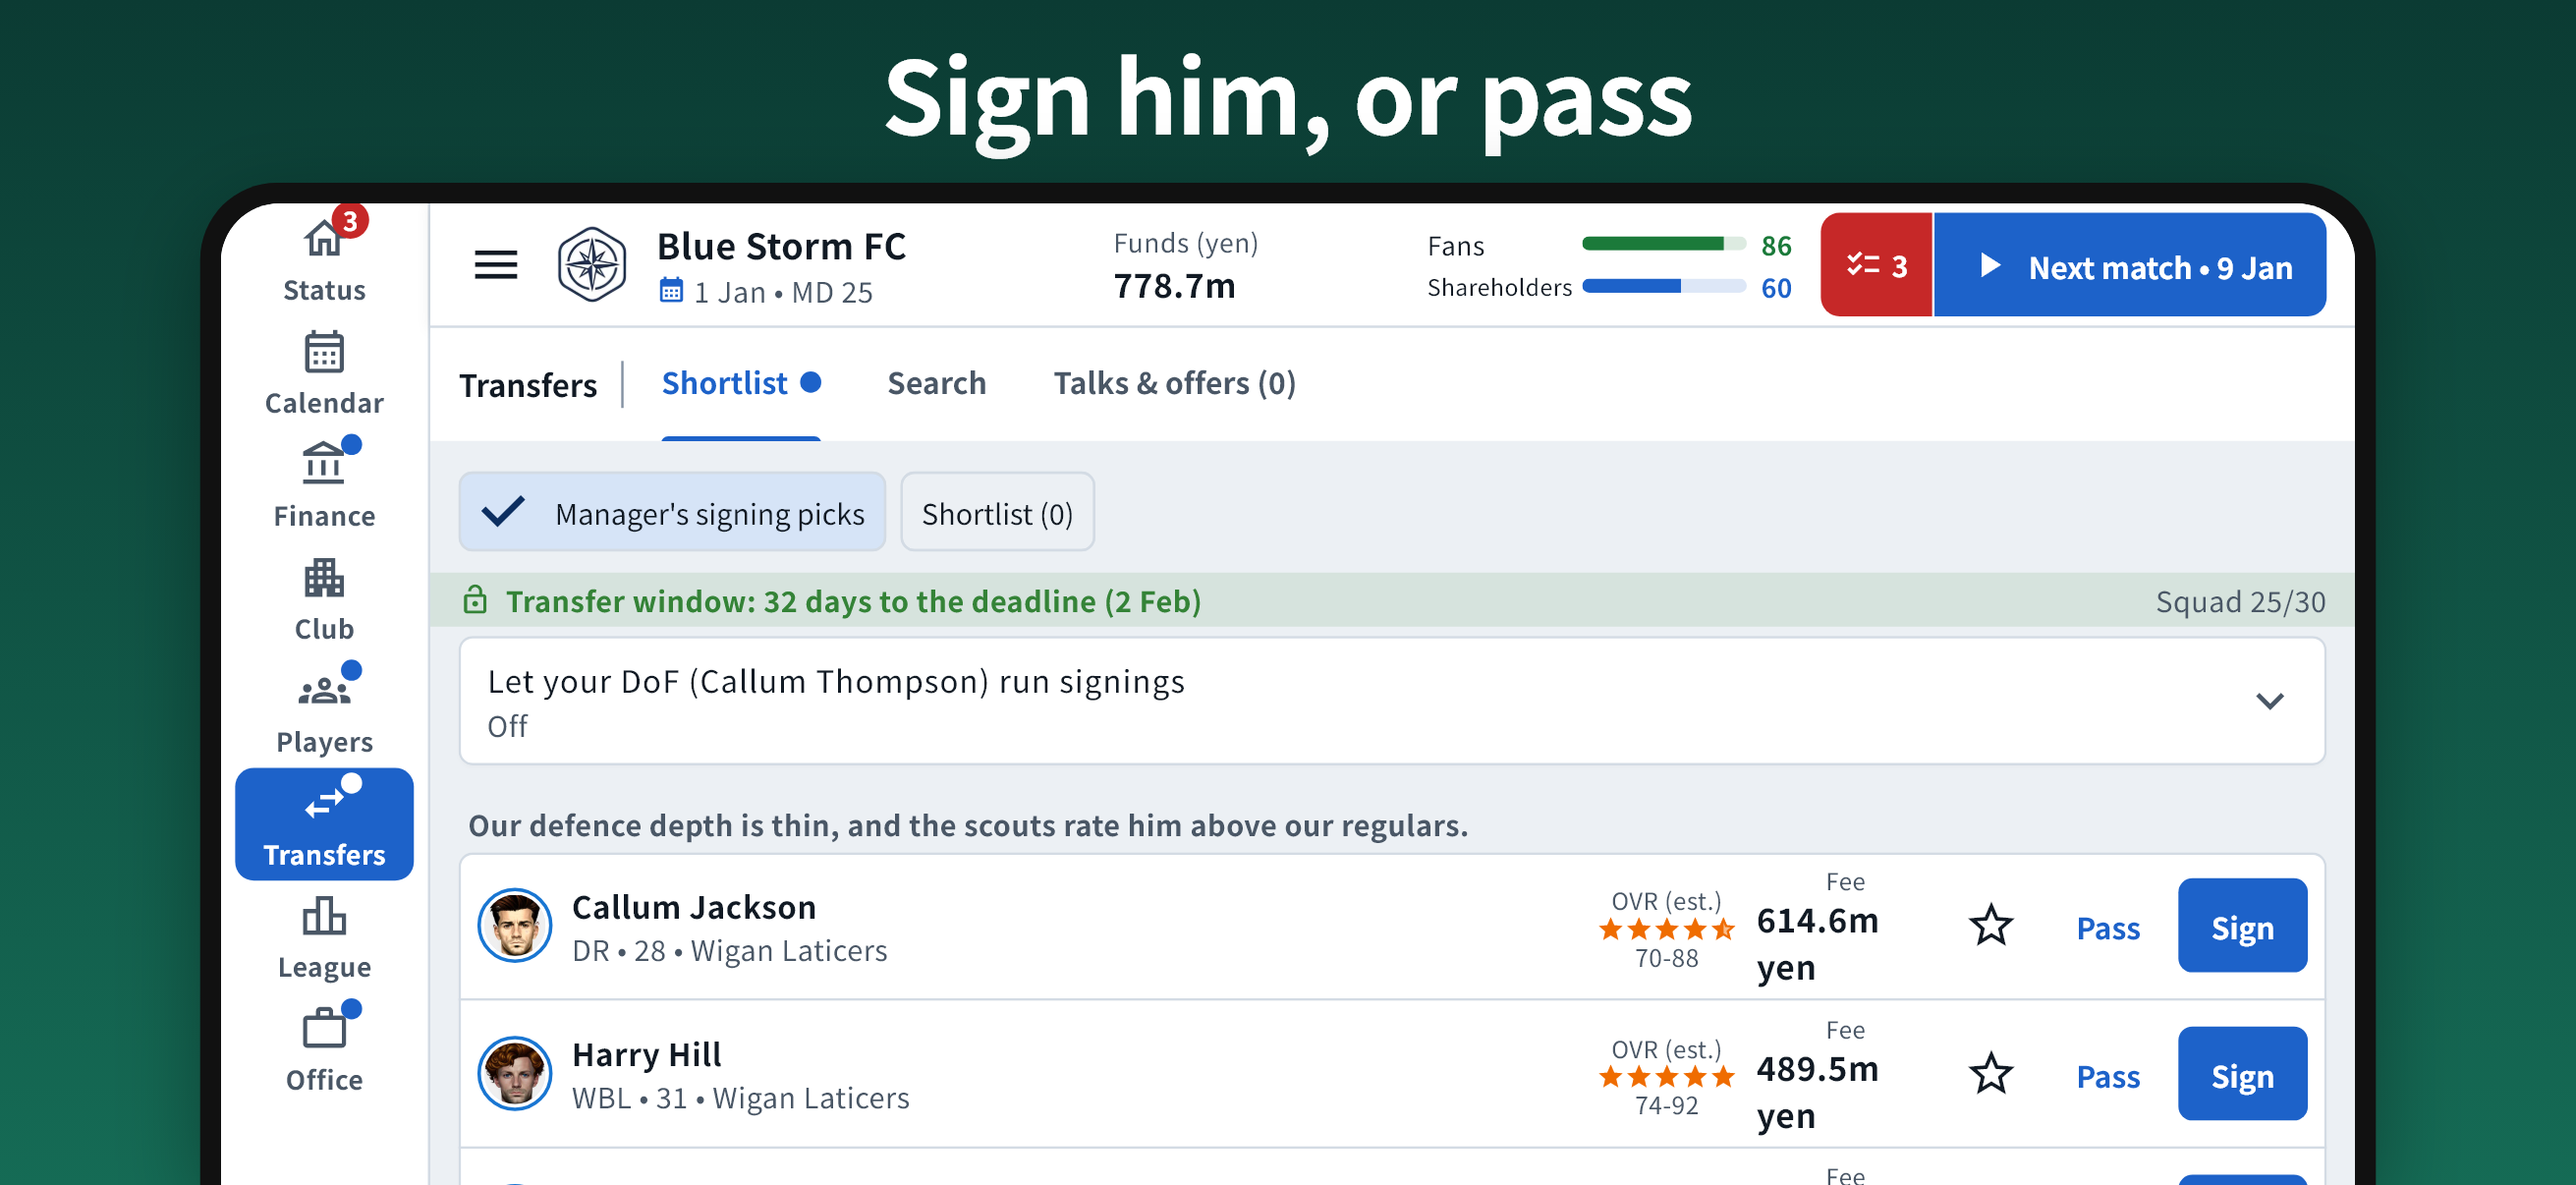 Sign him, or pass
3
Status
Calendar
Finance
Club
Players
Transfers
League
Office
Blue Storm FC
1 Jan • MD 25
Funds (yen)
778.7m
Fans 86
Shareholders 60
3
Next match • 9 Jan
Transfers
Shortlist
Search
Talks & offers (0)
Manager's signing picks
Shortlist (0)
Transfer window: 32 days to the deadline (2 Feb)
Squad 25/30
Let your DoF (Callum Thompson) run signings
Off
Our defence depth is thin, and the scouts rate him above our regulars.
Callum Jackson
DR • 28 • Wigan Laticers
OVR (est.)
70-88
Fee
614.6m
yen
Pass
Sign
Harry Hill
WBL • 31 • Wigan Laticers
OVR (est.)
74-92
Fee
489.5m
yen
Pass
Sign
Fee